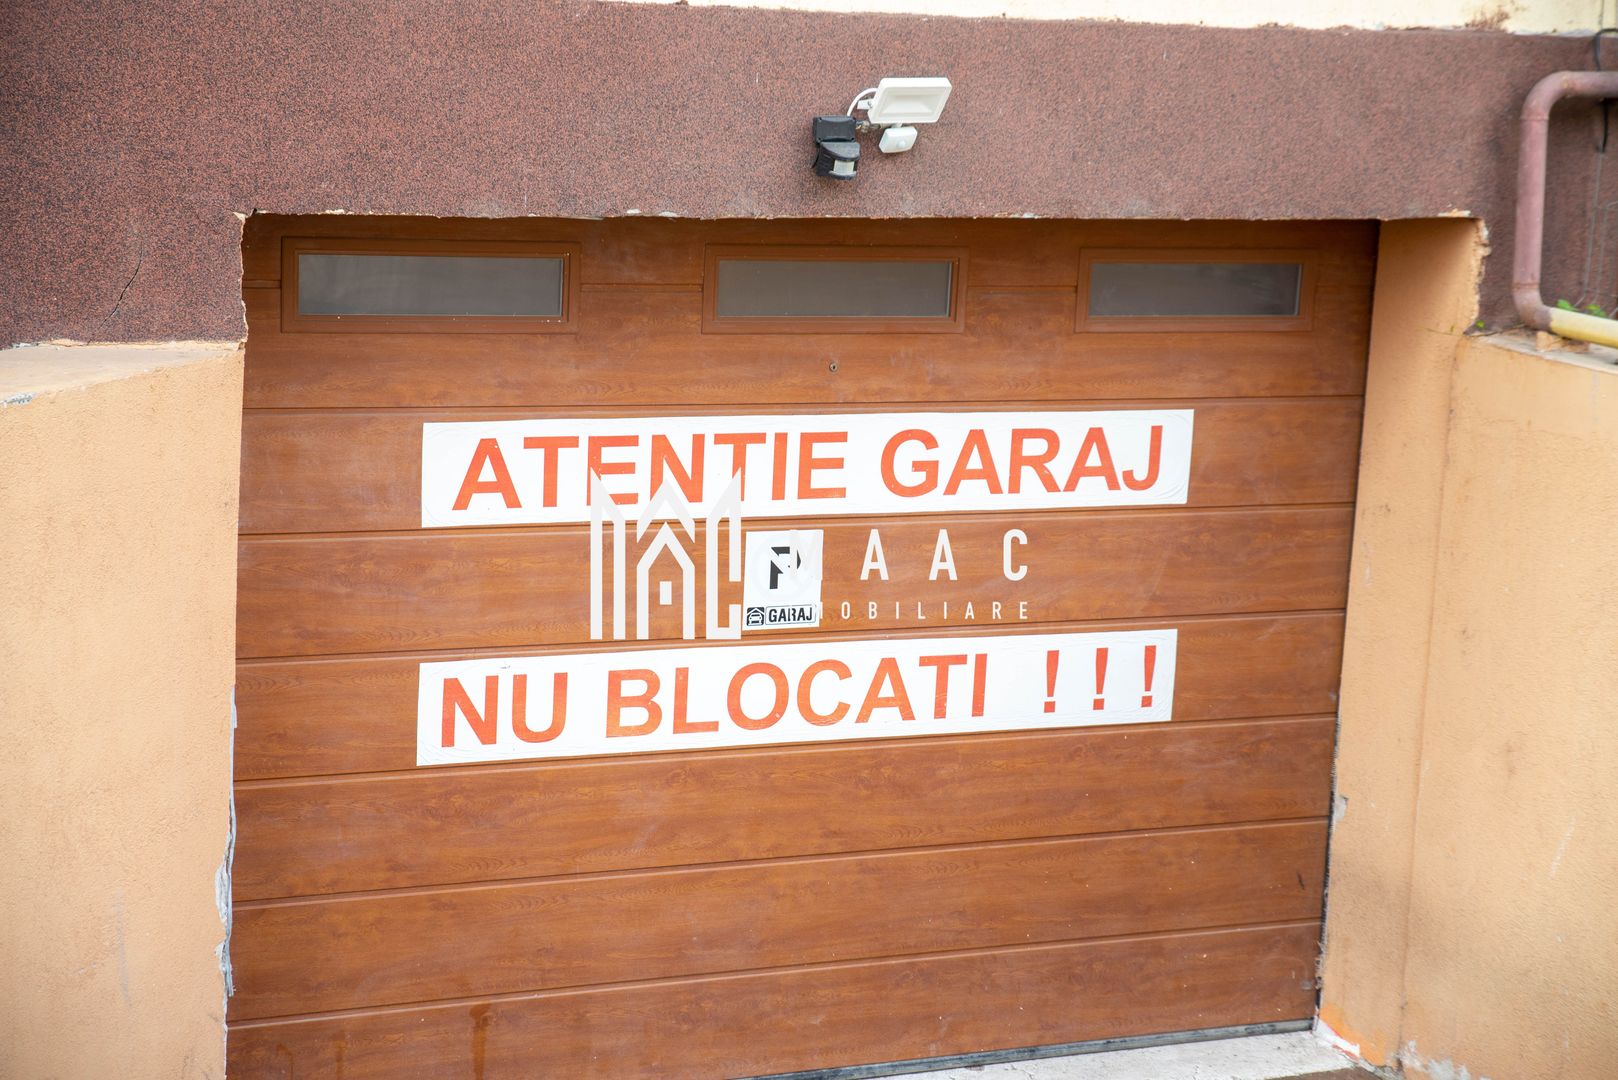 ATENTIE GARAJ
P
GARAJ
MAAC
IMOBILIARE
NU BLOCATI !!!